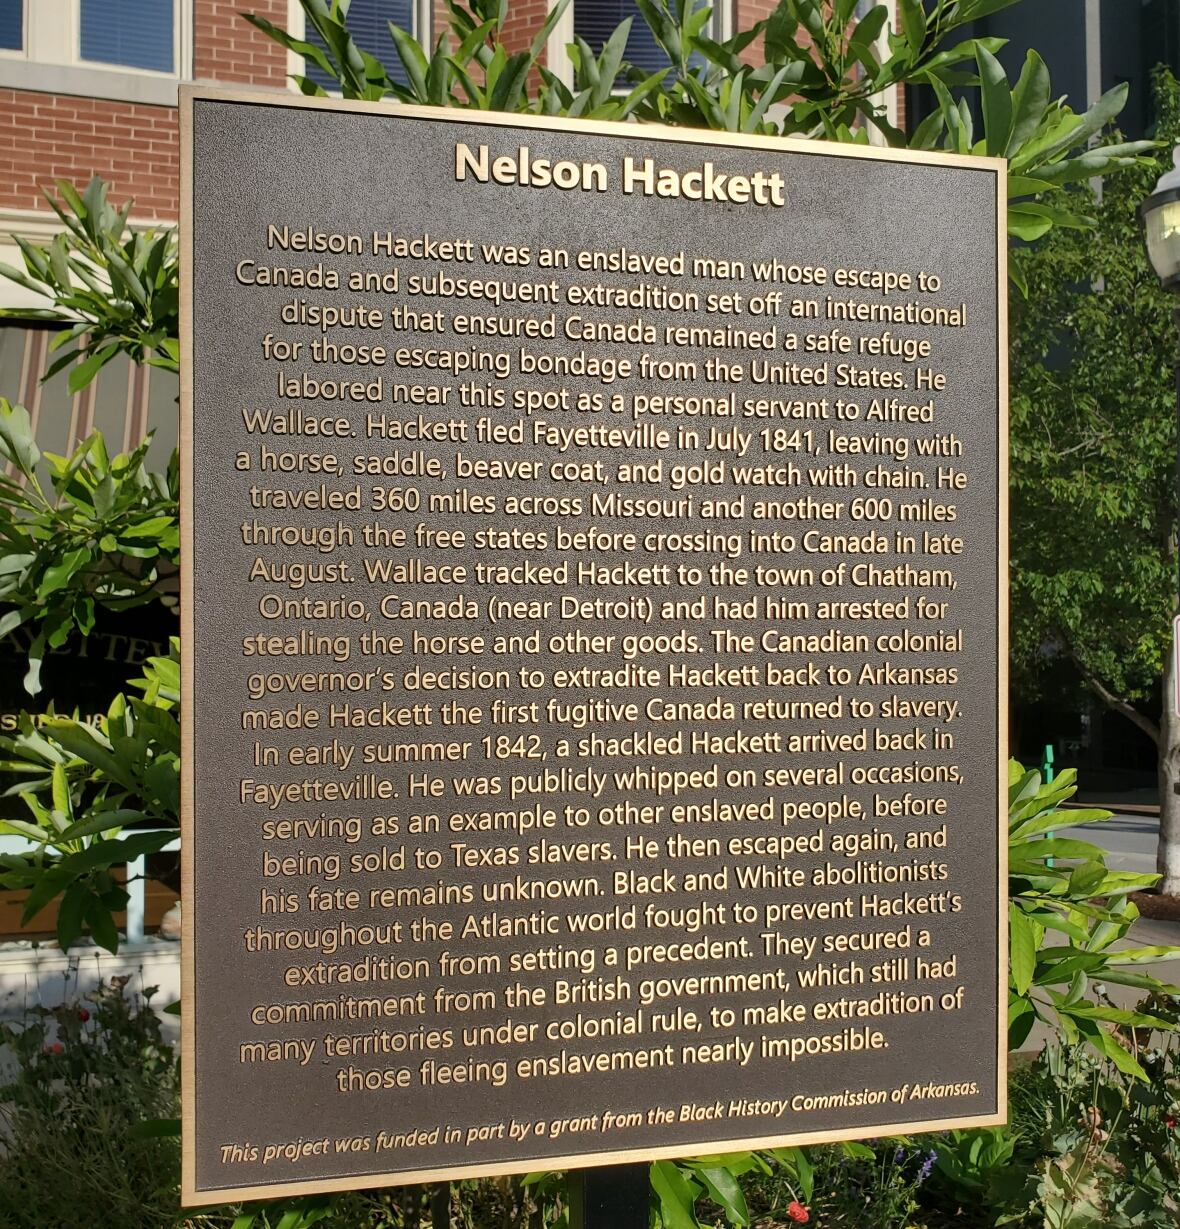 Nelson Hackett
Nelson Hackett was an enslaved man whose escape to
Canada and subsequent extradition set off an international
dispute that ensured Canada remained a safe refuge
for those escaping bondage from the United States. He
labored near this spot as a personal servant to Alfred
Wallace. Hackett fled Fayetteville in July 1841, leaving with
a horse, saddle, beaver coat, and gold watch with chain. He
traveled 360 miles across Missouri and another 600 miles
through the free states before crossing into Canada in late
August. Wallace tracked Hackett to the town of Chatham,
Ontario, Canada (near Detroit) and had him arrested for
stealing the horse and other goods. The Canadian colonial
governor's decision to extradite Hackett back to Arkansas
made Hackett the first fugitive Canada returned to slavery.
In early summer 1842, a shackled Hackett arrived back in
Fayetteville. He was publicly whipped on several occasions,
serving as an example to other enslaved people, before
being sold to Texas slavers. He then escaped again, and
his fate remains unknown. Black and White abolitionists
throughout the Atlantic world fought to prevent Hackett's
extradition from setting a precedent. They secured a
commitment from the British government, which still had
many territories under colonial rule, to make extradition of
those fleeing enslavement nearly impossible.
This project was funded in part by a grant from the Black History Commission of Arkansas.